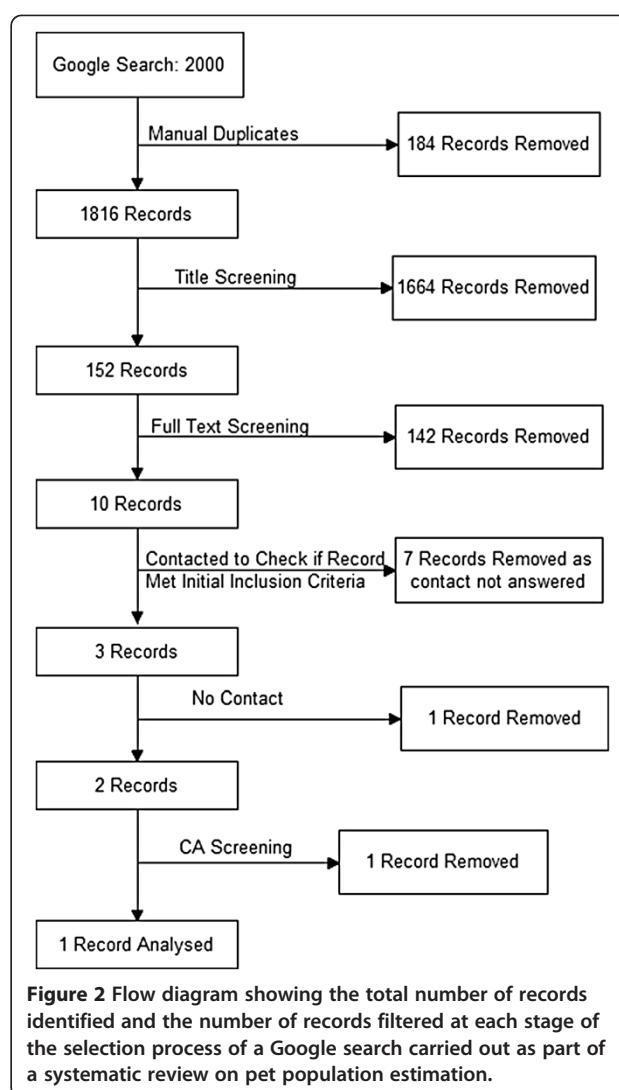 Google Search: 2000
Manual Duplicates
184 Records Removed
1816 Records
Title Screening
1664 Records Removed
152 Records
Full Text Screening
142 Records Removed
10 Records
Contacted to Check if Record
Met Initial Inclusion Criteria
7 Records Removed as
contact not answered
3 Records
No Contact
1 Record Removed
2 Records
CA Screening
1 Record Removed
1 Record Analysed
Figure 2 Flow diagram showing the total number of records
identified and the number of records filtered at each stage of
the selection process of a Google search carried out as part of
a systematic review on pet population estimation.